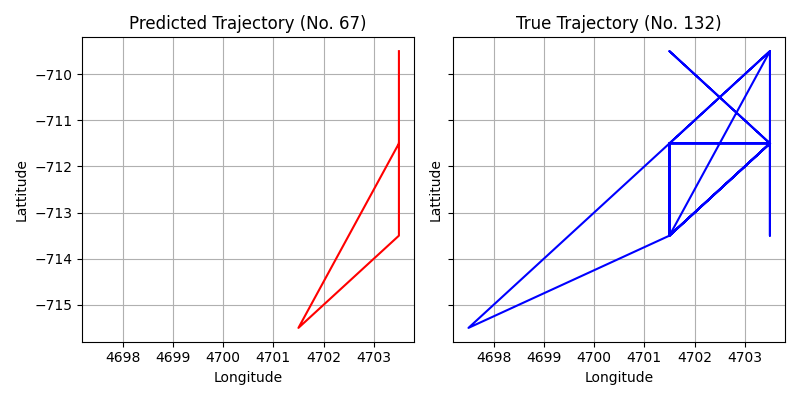 Predicted Trajectory (No. 67)
True Trajectory (No. 132)
−710
−711
−712
−713
−714
−715
Lattitude
Lattitude
4698 4699 4700 4701 4702 4703
4698 4699 4700 4701 4702 4703
Longitude
Longitude